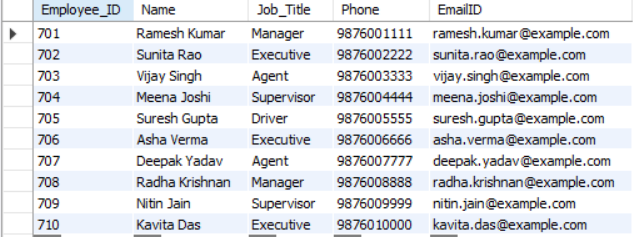 Employee_ID Name Job_Title Phone EmailID
701 Ramesh Kumar Manager 9876001111 ramesh.kumar@example.com
702 Sunita Rao Executive 9876002222 sunita.rao@example.com
703 Vijay Singh Agent 9876003333 vijay.singh@example.com
704 Meena Joshi Supervisor 9876004444 meena.joshi@example.com
705 Suresh Gupta Driver 9876005555 suresh.gupta@example.com
706 Asha Verma Executive 9876006666 asha.verma@example.com
707 Deepak Yadav Agent 9876007777 deepak.yadav@example.com
708 Radha Krishnan Manager 9876008888 radha.krishnan@example.com
709 Nitin Jain Supervisor 9876009999 nitin.jain@example.com
710 Kavita Das Executive 9876010000 kavita.das@example.com